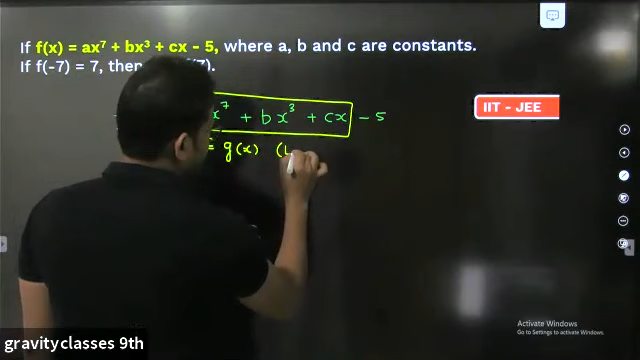 If f(x) = ax⁷ + bx³ + cx - 5, where a, b and c are constants.
If f(-7) = 7, then
x⁷ + bx³ + cx - 5
= g(x) (
IIT - JEE
Activate Windows
Go to Settings to activate Windows.
gravityclasses 9th